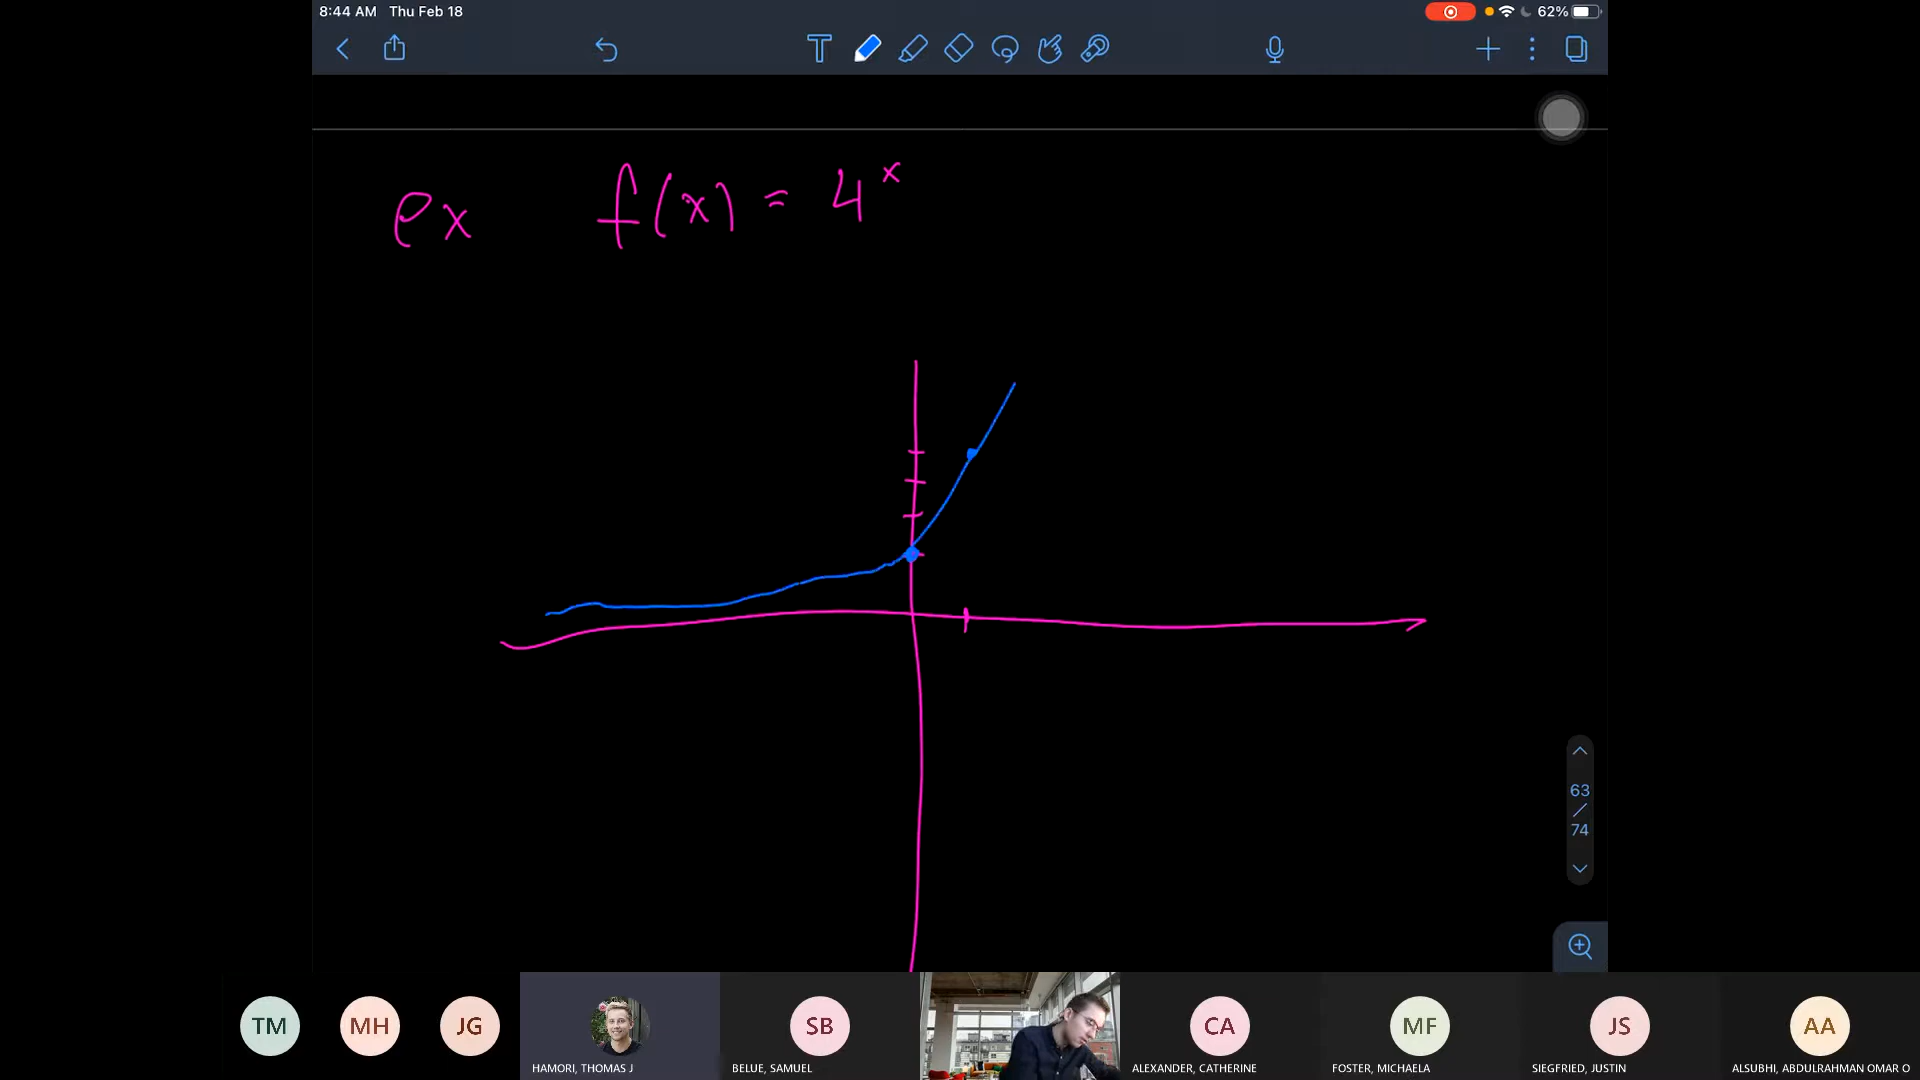 8:44 AM Thu Feb 18
62%
ex f(x) = 4^x
63
/
74
TM MH JG SB CA MF JS AA
HAMORI, THOMAS J BELUE, SAMUEL ALEXANDER, CATHERINE FOSTER, MICHAELA SIEGFRIED, JUSTIN ALSUBHI, ABDULRAHMAN OMAR O